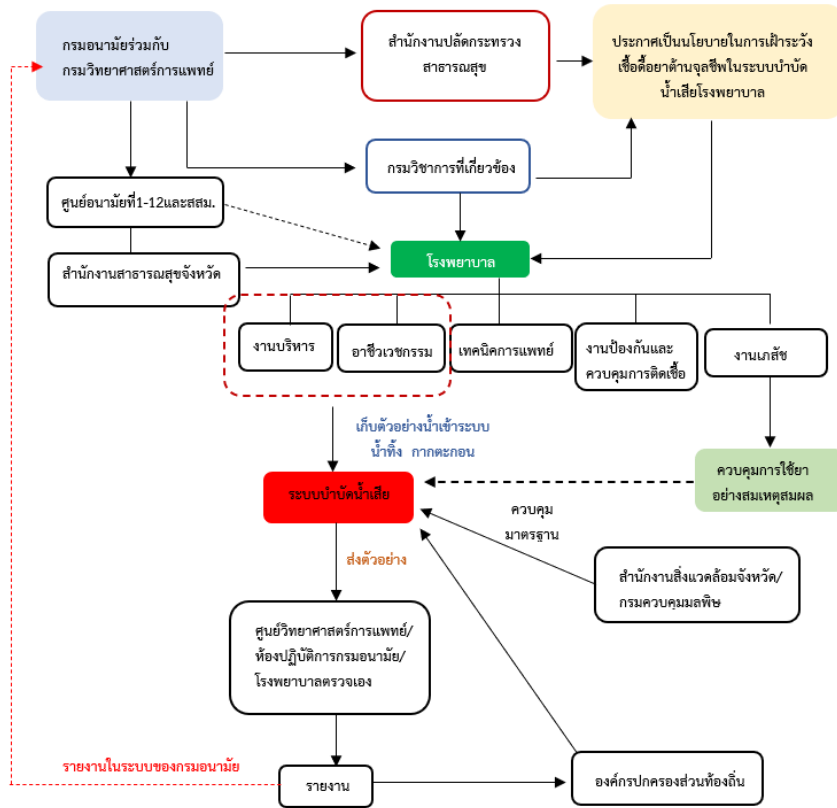 กรมอนามัยร่วมกับ
กรมวิทยาศาสตร์การแพทย์
สำนักงานปลัดกระทรวง
สาธารณสุข
ประกาศเป็นนโยบายในการเฝ้าระวัง
เชื้อดื้อยาต้านจุลชีพในระบบบำบัด
น้ำเสียโรงพยาบาล
กรมวิชาการที่เกี่ยวข้อง
ศูนย์อนามัยที่1-12และสสม.
โรงพยาบาล
สำนักงานสาธารณสุขจังหวัด
งานบริหาร
อาชีวเวชกรรม
เทคนิคการแพทย์
งานป้องกันและ
ควบคุมการติดเชื้อ
งานเภสัช
เก็บตัวอย่างน้ำเข้าระบบ
น้ำทิ้ง กากตะกอน
ระบบบำบัดน้ำเสีย
ควบคุมการใช้ยา
อย่างสมเหตุสมผล
ควบคุม
มาตรฐาน
ส่งตัวอย่าง
สำนักงานสิ่งแวดล้อมจังหวัด/
กรมควบคุมมลพิษ
ศูนย์วิทยาศาสตร์การแพทย์/
ห้องปฏิบัติการกรมอนามัย/
โรงพยาบาลตรวจเอง
รายงานในระบบของกรมอนามัย
รายงาน
องค์กรปกครองส่วนท้องถิ่น